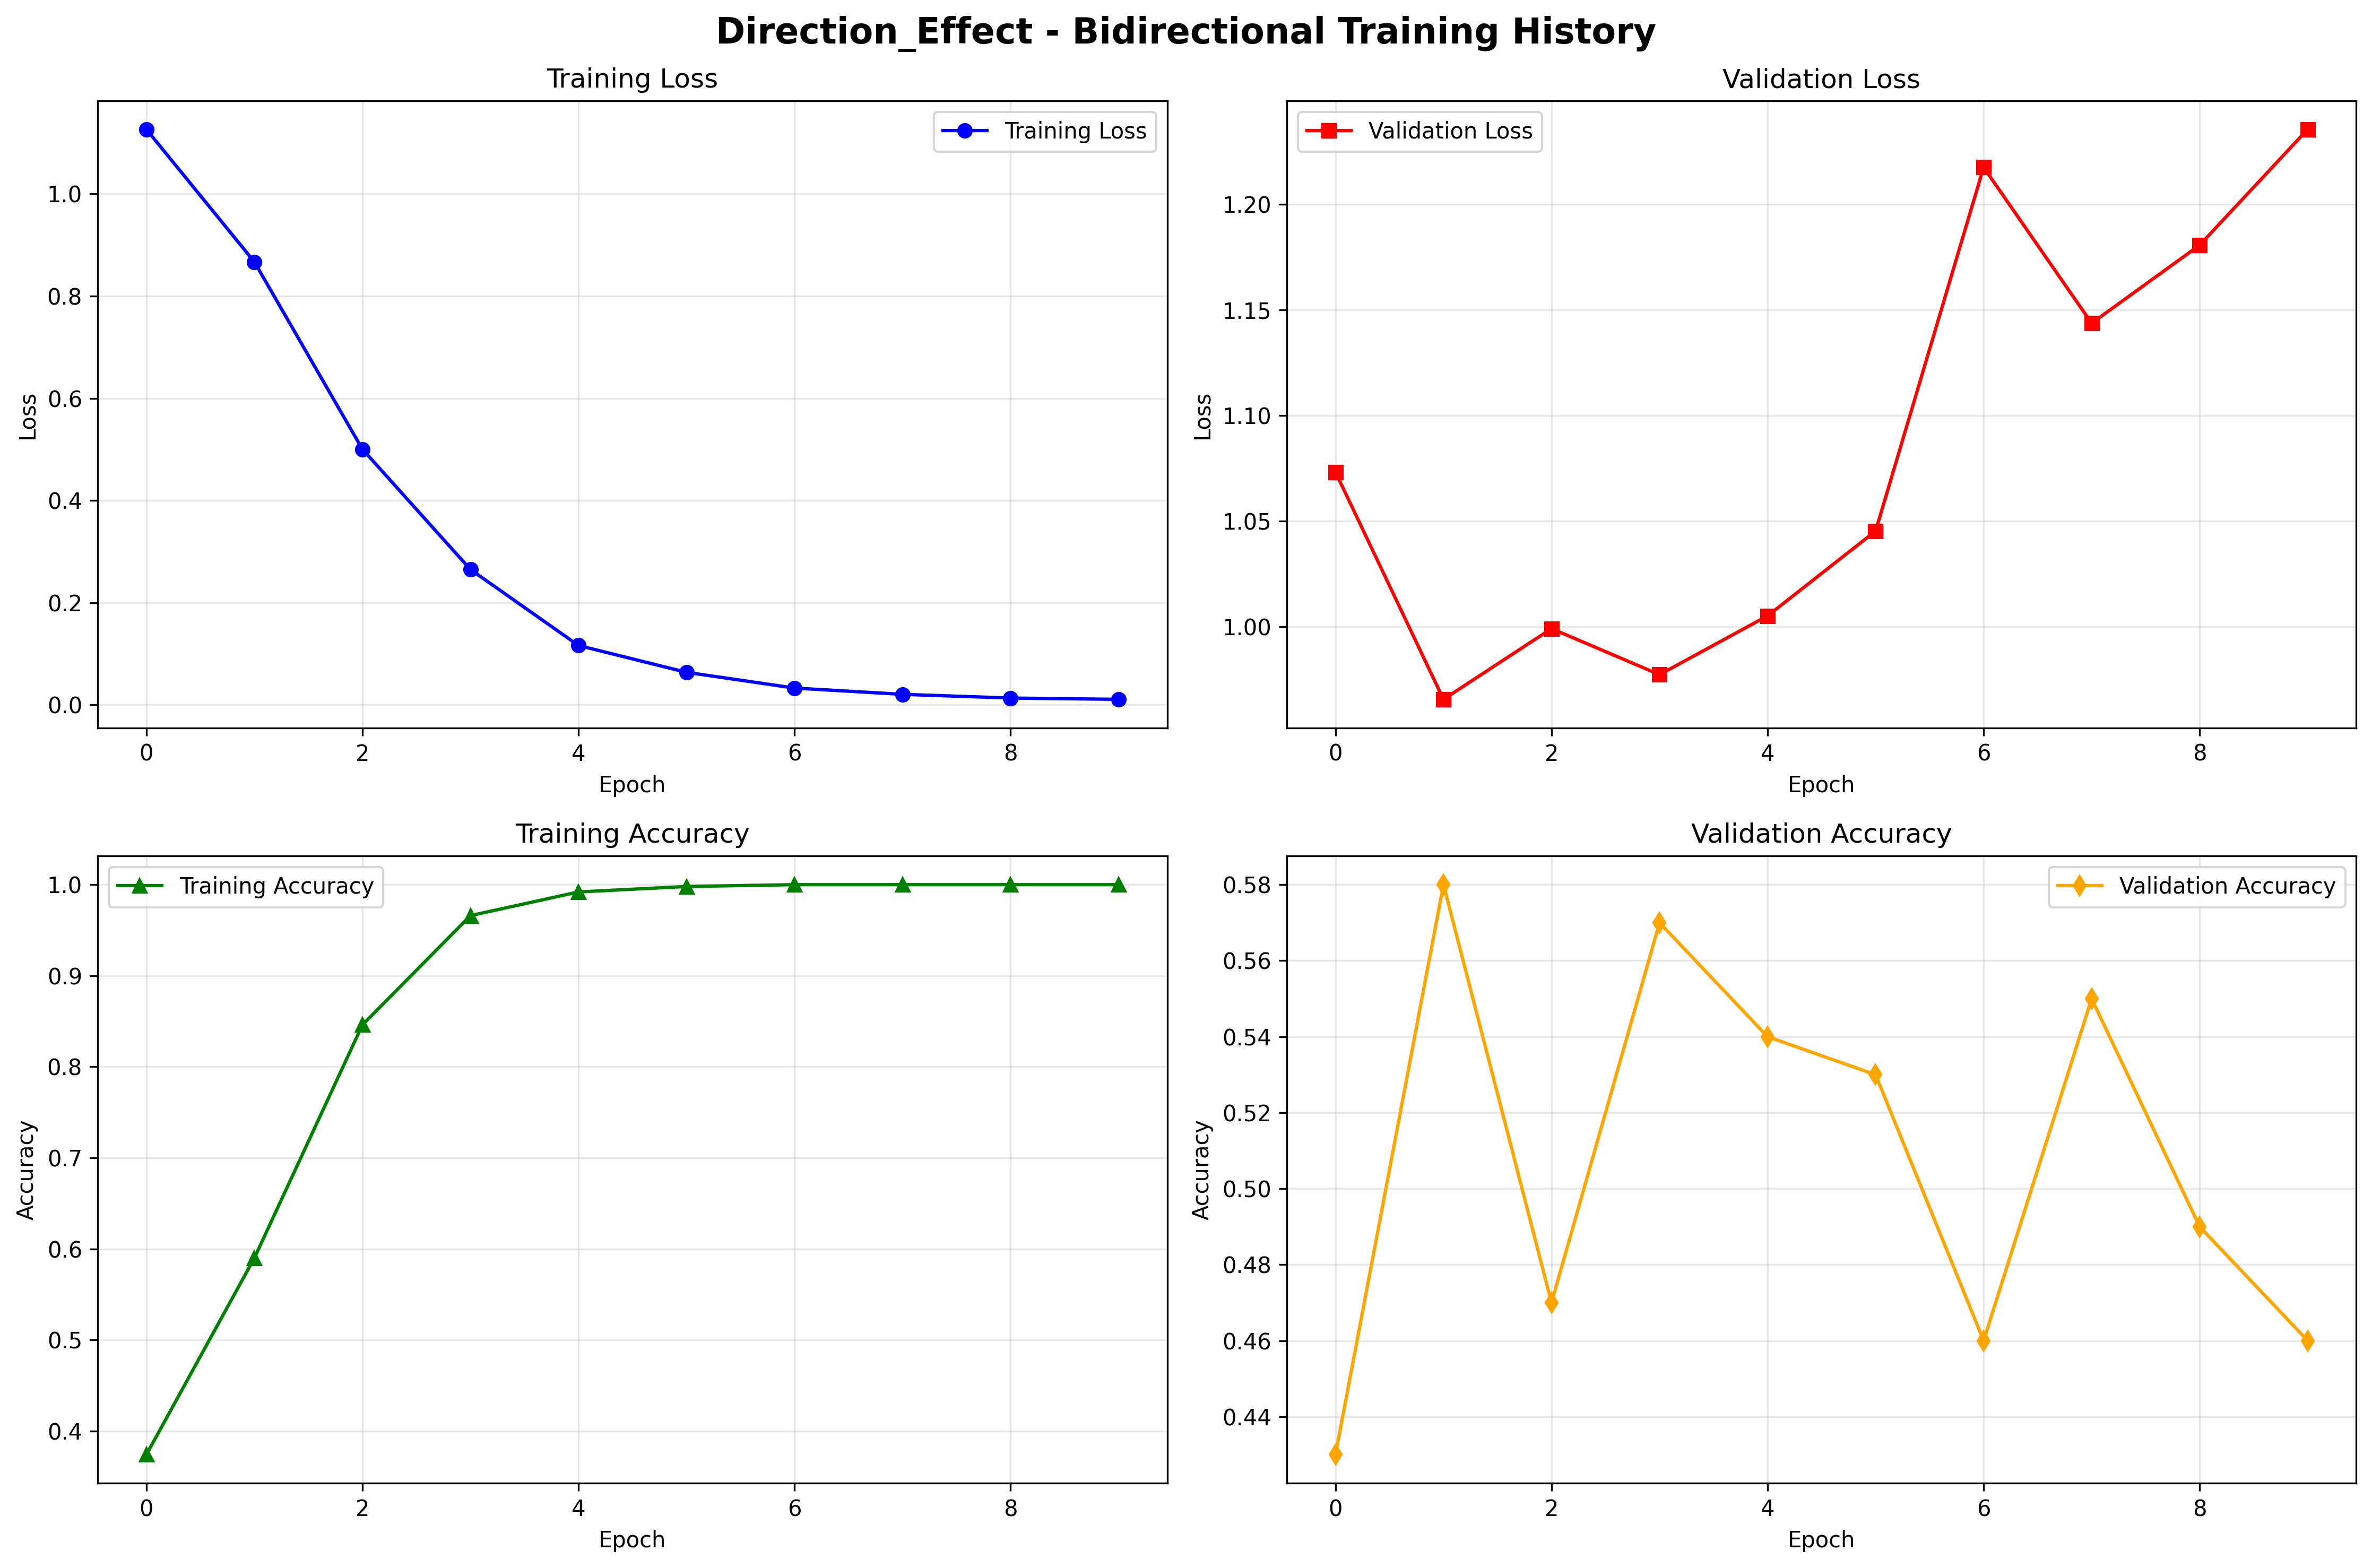 Direction_Effect - Bidirectional Training History
Training Loss
Training Loss
1.0
0.8
0.6
0.4
0.2
0.0
Loss
0 2 4 6 8
Epoch
Validation Loss
Validation Loss
1.20
1.15
1.10
1.05
1.00
Loss
0 2 4 6 8
Epoch
Training Accuracy
Training Accuracy
1.0
0.9
0.8
0.7
0.6
0.5
0.4
Accuracy
0 2 4 6 8
Epoch
Validation Accuracy
Validation Accuracy
0.58
0.56
0.54
0.52
0.50
0.48
0.46
0.44
Accuracy
0 2 4 6 8
Epoch